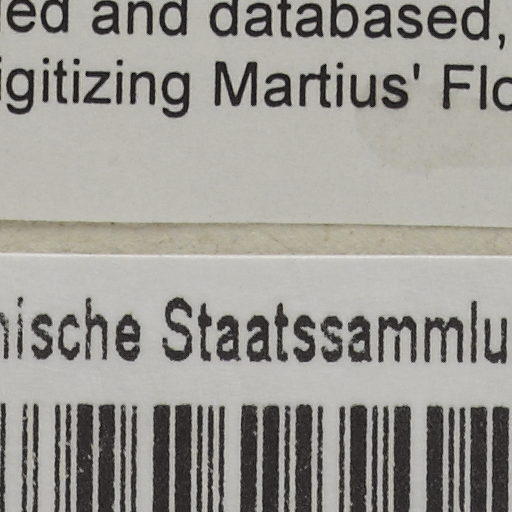 ed and databased,
igitizing Martius' Flo
nische Staatssammlu